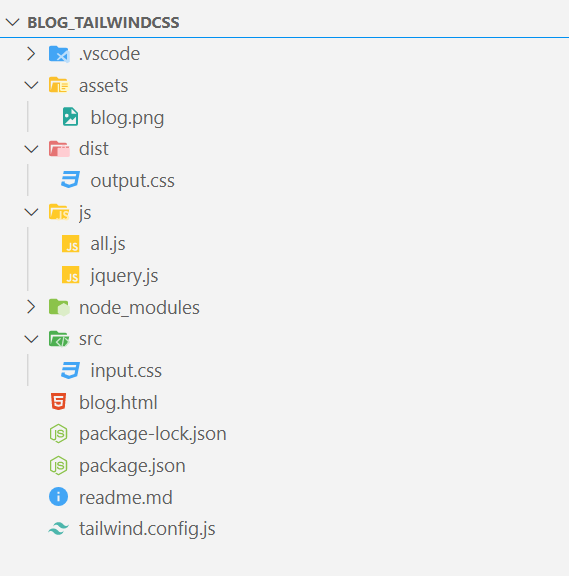 BLOG_TAILWINDCSS
.vscode
assets
blog.png
dist
output.css
js
all.js
jquery.js
node_modules
src
input.css
blog.html
package-lock.json
package.json
readme.md
tailwind.config.js